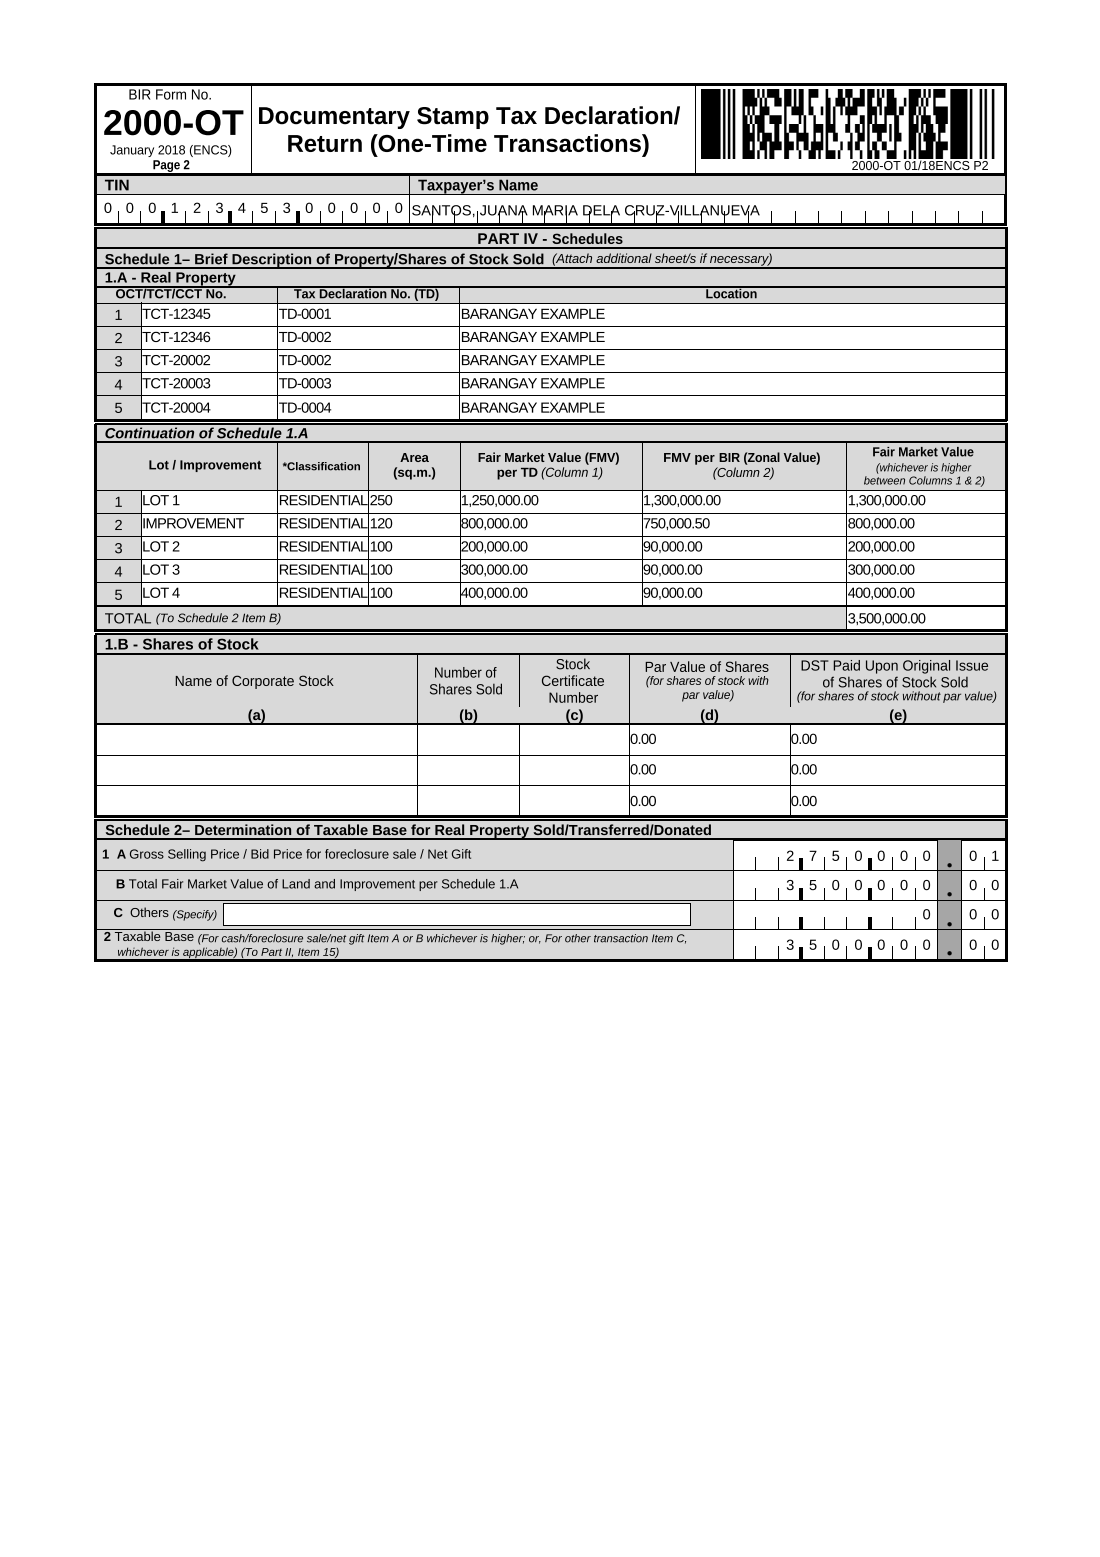 BIR Form No.
2000-OT
January 2018 (ENCS)
Page 2
Documentary Stamp Tax Declaration/
Return (One-Time Transactions)
2000-OT 01/18ENCS P2
TIN Taxpayer's Name
0 0 0 1 2 3 4 5 3 0 0 0 0 0 SANTOS, JUANA MARIA DELA CRUZ-VILLANUEVA
PART IV - Schedules
Schedule 1– Brief Description of Property/Shares of Stock Sold (Attach additional sheet/s if necessary)
1.A - Real Property
OCT/TCT/CCT No. Tax Declaration No. (TD) Location
1 TCT-12345 TD-0001 BARANGAY EXAMPLE
2 TCT-12346 TD-0002 BARANGAY EXAMPLE
3 TCT-20002 TD-0002 BARANGAY EXAMPLE
4 TCT-20003 TD-0003 BARANGAY EXAMPLE
5 TCT-20004 TD-0004 BARANGAY EXAMPLE
Continuation of Schedule 1.A
Lot / Improvement *Classification Area (sq.m.) Fair Market Value (FMV) per TD (Column 1) FMV per BIR (Zonal Value) (Column 2) Fair Market Value (whichever is higher between Columns 1 & 2)
1 LOT 1 RESIDENTIAL 250 1,250,000.00 1,300,000.00 1,300,000.00
2 IMPROVEMENT RESIDENTIAL 120 800,000.00 750,000.50 800,000.00
3 LOT 2 RESIDENTIAL 100 200,000.00 90,000.00 200,000.00
4 LOT 3 RESIDENTIAL 100 300,000.00 90,000.00 300,000.00
5 LOT 4 RESIDENTIAL 100 400,000.00 90,000.00 400,000.00
TOTAL (To Schedule 2 Item B) 3,500,000.00
1.B - Shares of Stock
Name of Corporate Stock Number of Shares Sold Stock Certificate Number Par Value of Shares (for shares of stock with par value) DST Paid Upon Original Issue of Shares of Stock Sold (for shares of stock without par value)
(a) (b) (c) (d) (e)
0.00 0.00
0.00 0.00
0.00 0.00
Schedule 2– Determination of Taxable Base for Real Property Sold/Transferred/Donated
1 A Gross Selling Price / Bid Price for foreclosure sale / Net Gift 2 7 5 0 0 0 0 . 0 1
B Total Fair Market Value of Land and Improvement per Schedule 1.A 3 5 0 0 0 0 0 . 0 0
C Others (Specify) 0 . 0 0
2 Taxable Base (For cash/foreclosure sale/net gift Item A or B whichever is higher; or, For other transaction Item C, 3 5 0 0 0 0 0 . 0 0
whichever is applicable) (To Part II, Item 15)